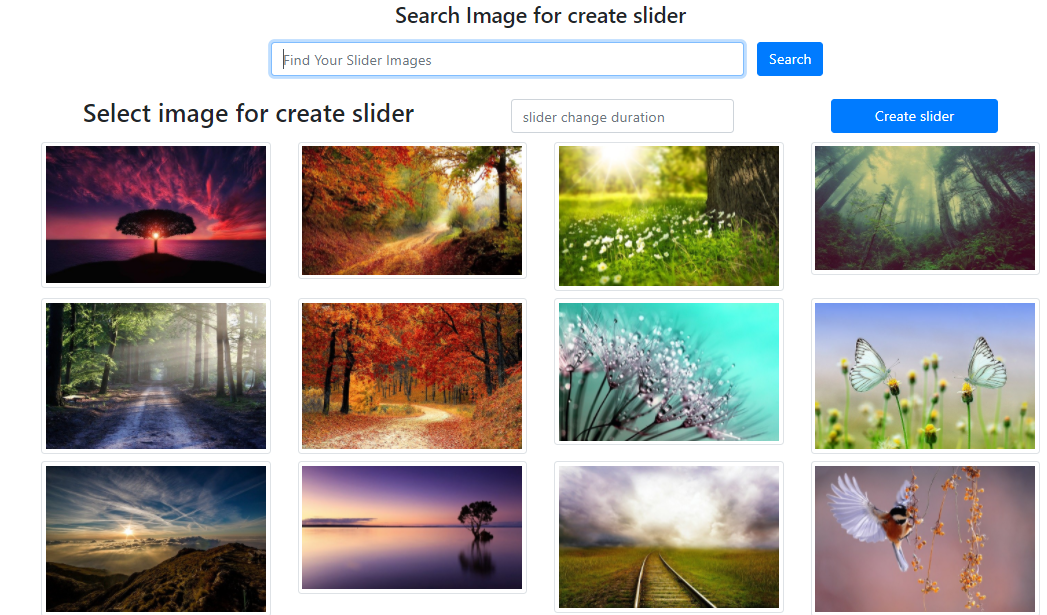 Search Image for create slider
Find Your Slider Images
Search
Select image for create slider
slider change duration
Create slider